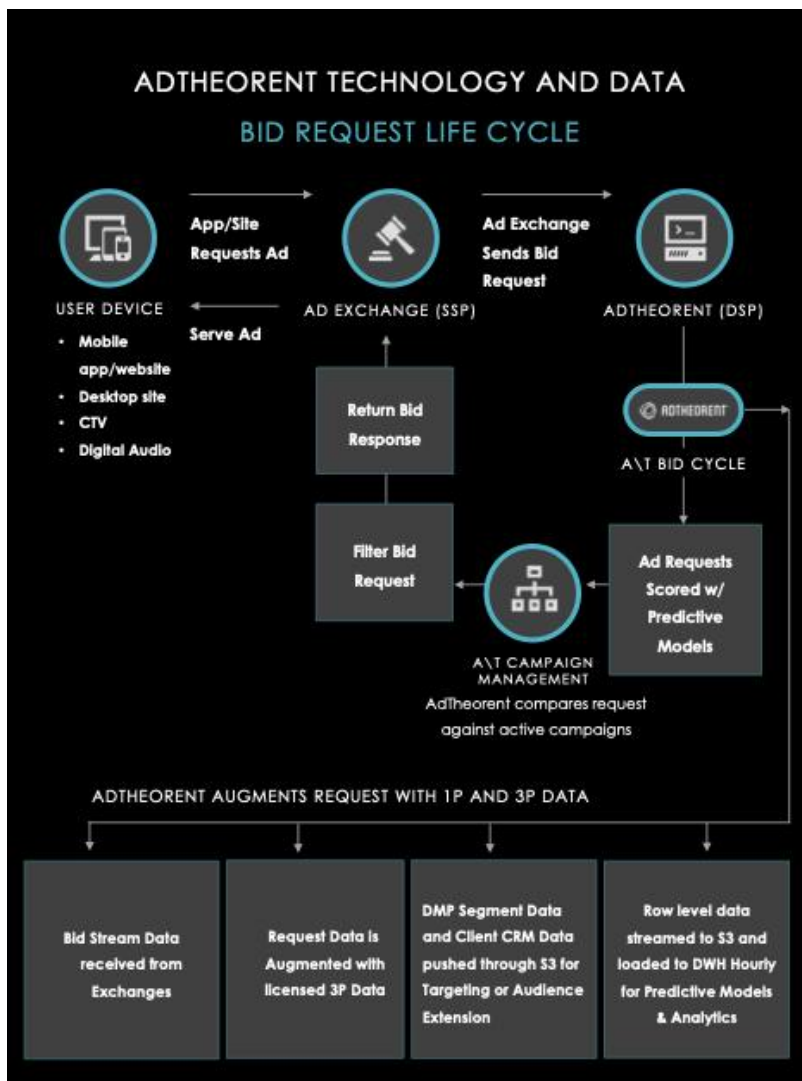 ADTHEORENT TECHNOLOGY AND DATA
BID REQUEST LIFE CYCLE
App/Site
Requests Ad
Ad Exchange
Sends Bid
Request
USER DEVICE
AD EXCHANGE (SSP)
ADTHEORENT (DSP)
Serve Ad
• Mobile
app/website
• Desktop site
• CTV
• Digital Audio
Return Bid
Response
ADTHEORENT
A\T BID CYCLE
Filter Bid
Request
Ad Requests
Scored w/
Predictive
Models
A\T CAMPAIGN
MANAGEMENT
AdTheorent compares request
against active campaigns
ADTHEORENT AUGMENTS REQUEST WITH 1P AND 3P DATA
Bid Stream Data
received from
Exchanges
Request Data is
Augmented with
licensed 3P Data
DMP Segment Data
and Client CRM Data
pushed through S3 for
Targeting or Audience
Extension
Row level data
streamed to S3 and
loaded to DWH Hourly
for Predictive Models
& Analytics